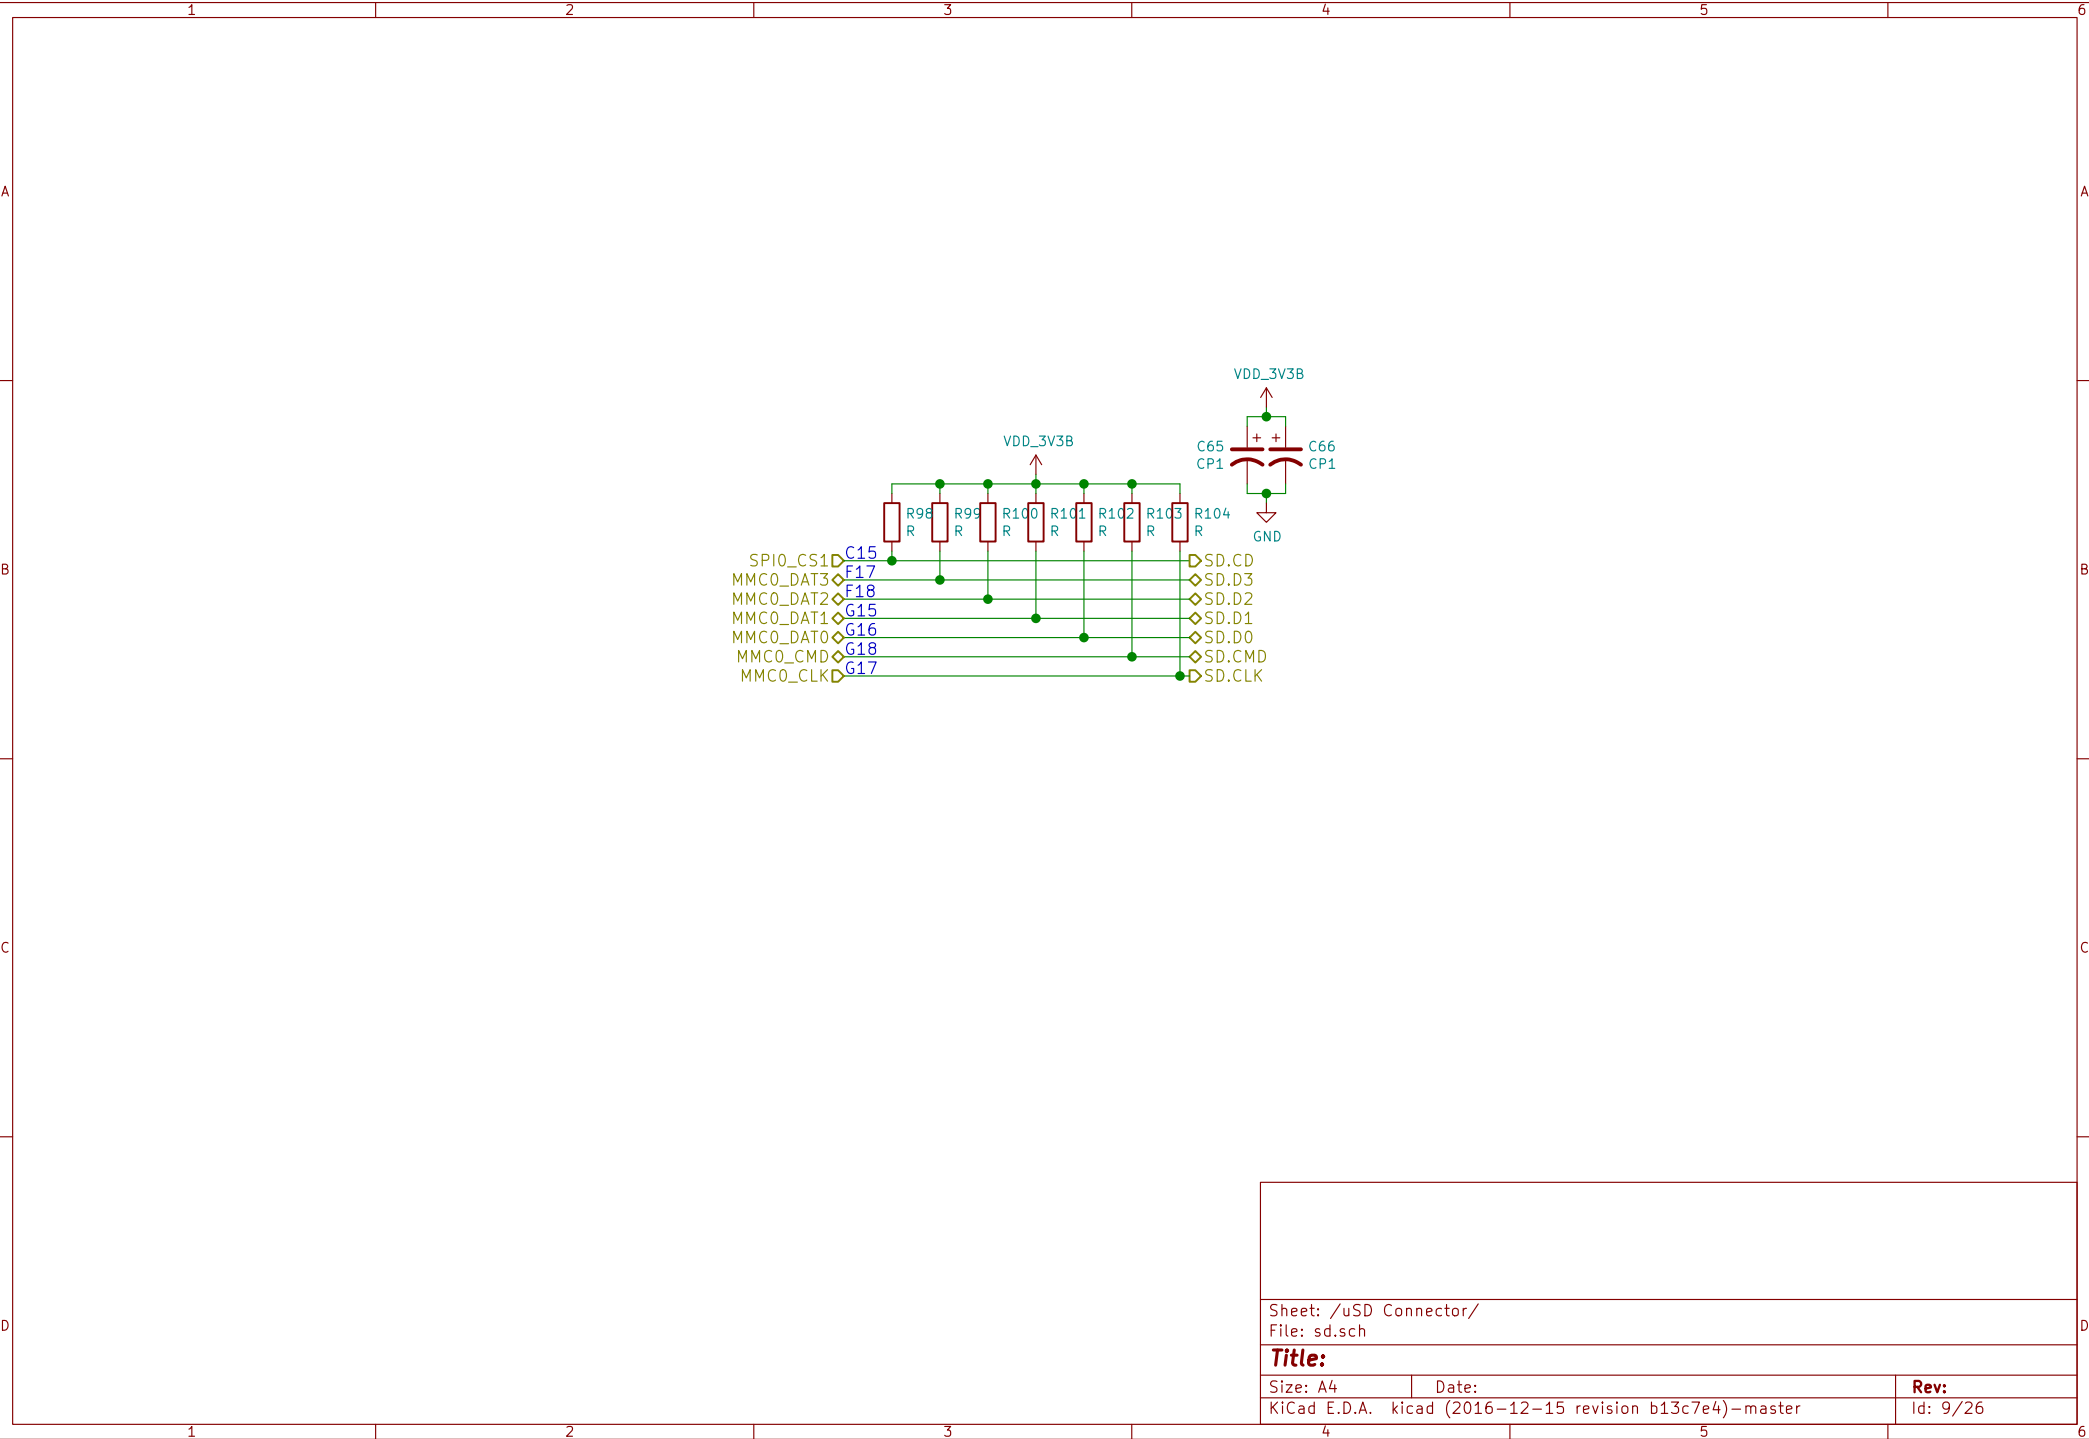 1 2 3 4 5 6
A A
VDD_3V3B
C65 C66
CP1 + + CP1
VDD_3V3B
R98 R99 R100 R101 R102 R103 R104
R R R R R R R
GND
SPI0_CS1 C15 SD.CD
MMC0_DAT3 F17 SD.D3
MMC0_DAT2 F18 SD.D2
MMC0_DAT1 G15 SD.D1
MMC0_DAT0 G16 SD.D0
MMC0_CMD G18 SD.CMD
MMC0_CLK G17 SD.CLK
B B
C C
D D
Sheet: /uSD Connector/
File: sd.sch
Title:
Size: A4 Date: Rev:
KiCad E.D.A. kicad (2016-12-15 revision b13c7e4)-master Id: 9/26
1 2 3 4 5 6